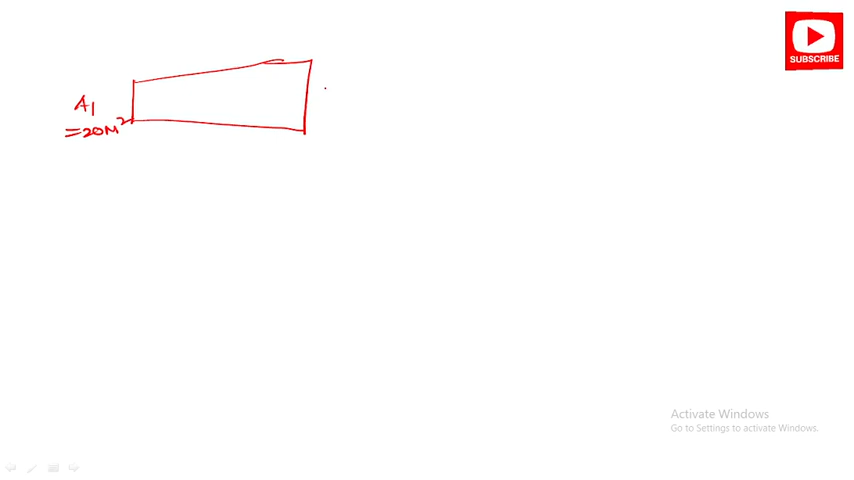 SUBSCRIBE
A₁
=20M²
Activate Windows
Go to Settings to activate Windows.